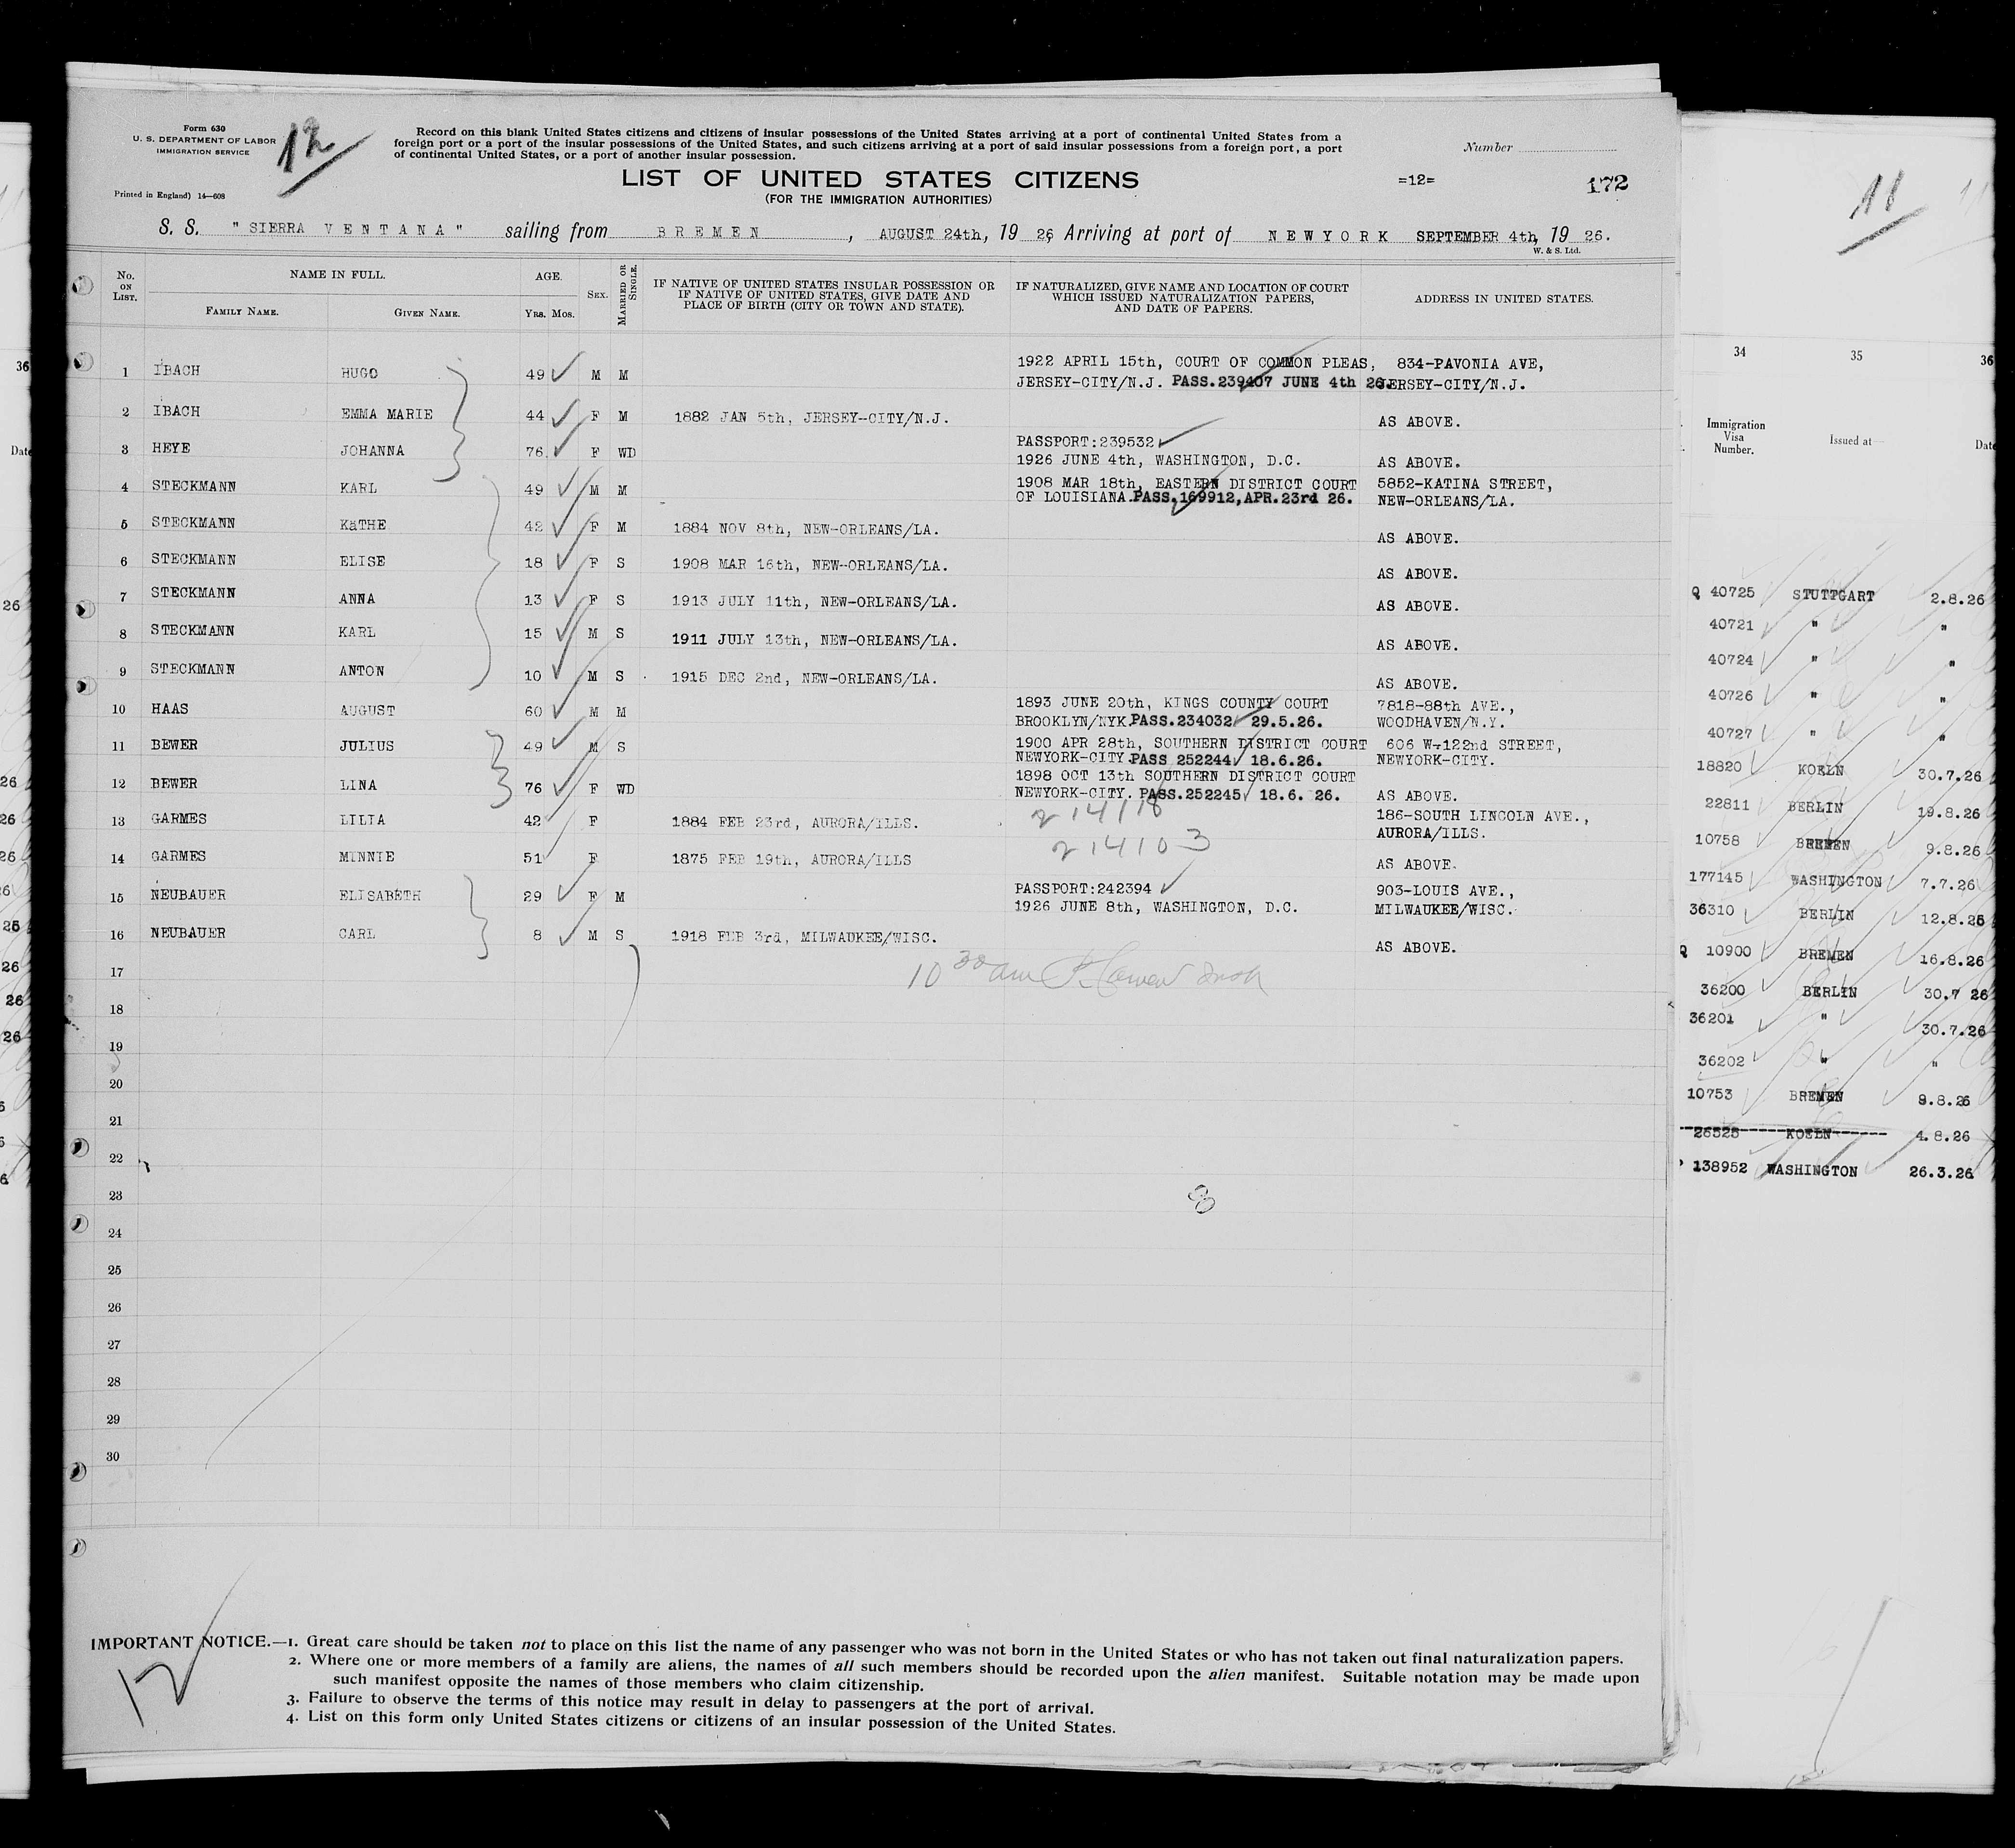 Form 630
U. S. DEPARTMENT OF LABOR
IMMIGRATION SERVICE
12
Printed in England) 14—608
Record on this blank United States citizens and citizens of insular possessions of the United States arriving at a port of continental United States from a
foreign port or a port of the insular possessions of the United States, and such citizens arriving at a port of said insular possessions from a foreign port, a port
of continental United States, or a port of another insular possession.
Number
LIST OF UNITED STATES CITIZENS
(FOR THE IMMIGRATION AUTHORITIES)
=12=
172
S. S. "SIERRA VENTANA" sailing from BREMEN, AUGUST 24th, 19 26, Arriving at port of NEWYORK SEPTEMBER 4th, 19 26.
W. & S. Ltd.
No. ON LIST.
NAME IN FULL.
FAMILY NAME. GIVEN NAME.
AGE.
Yrs. Mos.
SEX.
MARRIED OR SINGLE.
IF NATIVE OF UNITED STATES INSULAR POSSESSION OR
IF NATIVE OF UNITED STATES, GIVE DATE AND
PLACE OF BIRTH (CITY OR TOWN AND STATE).
IF NATURALIZED, GIVE NAME AND LOCATION OF COURT
WHICH ISSUED NATURALIZATION PAPERS,
AND DATE OF PAPERS.
ADDRESS IN UNITED STATES.
1 IBACH HUGO 49 M M 1922 APRIL 15th, COURT OF COMMON PLEAS, 834-PAVONIA AVE,
JERSEY-CITY/N.J. PASS.239407 JUNE 4th 26. JERSEY-CITY/N.J.
2 IBACH EMMA MARIE 44 F M 1882 JAN 5th, JERSEY-CITY/N.J. AS ABOVE.
3 HEYE JOHANNA 76. F WD PASSPORT:239532
1926 JUNE 4th, WASHINGTON, D.C. AS ABOVE.
4 STECKMANN KARL 49 M M 1908 MAR 18th, EASTERN DISTRICT COURT 5852-KATINA STREET,
OF LOUISIANA.PASS.169912,APR.23rd 26. NEW-ORLEANS/LA.
5 STECKMANN KäTHE 42 F M 1884 NOV 8th, NEW-ORLEANS/LA. AS ABOVE.
6 STECKMANN ELISE 18 F S 1908 MAR 16th, NEW-ORLEANS/LA. AS ABOVE.
7 STECKMANN ANNA 13 F S 1913 JULY 11th, NEW-ORLEANS/LA. AS ABOVE.
8 STECKMANN KARL 15 M S 1911 JULY 13th, NEW-ORLEANS/LA. AS ABOVE.
9 STECKMANN ANTON 10 M S 1915 DEC 2nd, NEW-ORLEANS/LA. AS ABOVE.
10 HAAS AUGUST 60 M M 1893 JUNE 20th, KINGS COUNTY COURT 7818-88th AVE.,
BROOKLYN/NYK.PASS.234032 29.5.26. WOODHAVEN/N.Y.
11 BEWER JULIUS 49 M S 1900 APR 28th, SOUTHERN DISTRICT COURT 606 W-122nd STREET,
NEWYORK-CITY.PASS 252244 18.6.26. NEWYORK-CITY.
12 BEWER LINA 76 F WD 1898 OCT 13th SOUTHERN DISTRICT COURT
NEWYORK-CITY. PASS.252245 18.6. 26. AS ABOVE.
13 GARMES LILIA 42 F 1884 FEB 23rd, AURORA/ILLS. 214118 186-SOUTH LINCOLN AVE.,
AURORA/ILLS.
14 GARMES MINNIE 51 F 1875 FEB 19th, AURORA/ILLS 214103 AS ABOVE.
15 NEUBAUER ELISABETH 29 F M PASSPORT:242394 903-LOUIS AVE.,
1926 JUNE 8th, WASHINGTON, D.C. MILWAUKEE/WISC.
16 NEUBAUER CARL 8 M S 1918 FEB 3rd, MILWAUKEE/WISC. AS ABOVE.
17
10 30 am
18
19
20
21
22
23
8
24
25
26
27
28
29
30
IMPORTANT NOTICE.—1. Great care should be taken not to place on this list the name of any passenger who was not born in the United States or who has not taken out final naturalization papers.
2. Where one or more members of a family are aliens, the names of all such members should be recorded upon the alien manifest. Suitable notation may be made upon
such manifest opposite the names of those members who claim citizenship.
3. Failure to observe the terms of this notice may result in delay to passengers at the port of arrival.
4. List on this form only United States citizens or citizens of an insular possession of the United States.
12
11
34 35 36
Immigration
Visa
Number.
Issued at
Date
Q 40725 STUTTGART 2.8.26
40721 " "
40724 " "
40726 " "
40727 " "
18820 KOELN 30.7.26
22811 BERLIN 19.8.26
10758 BREMEN 9.8.26
177145 WASHINGTON 7.7.26
36310 BERLIN 12.8.26
Q 10900 BREMEN 16.8.26
36200 BERLIN 30.7 26
36201 " 30.7.26
36202 " "
10753 BREMEN 9.8.26
26525 KOELN 4.8.26
138952 WASHINGTON 26.3.26
36
Date
26
26
26
26
26
26
26
26